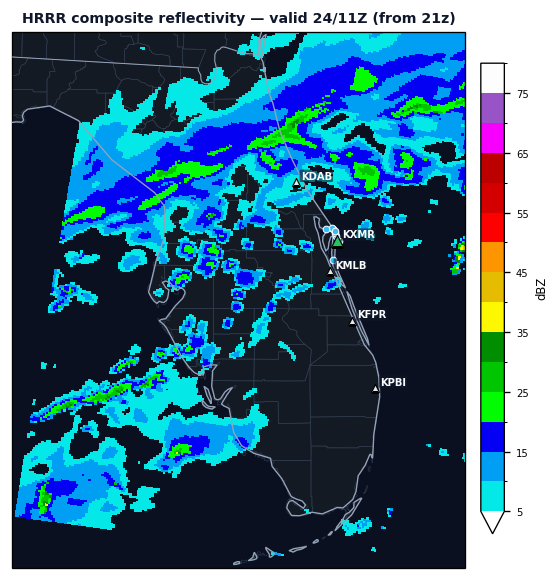 HRRR composite reflectivity — valid 24/11Z (from 21z)
KDAB
KXMR
KMLB
KFPR
KPBI
75
65
55
45
35
25
15
5
dBZ